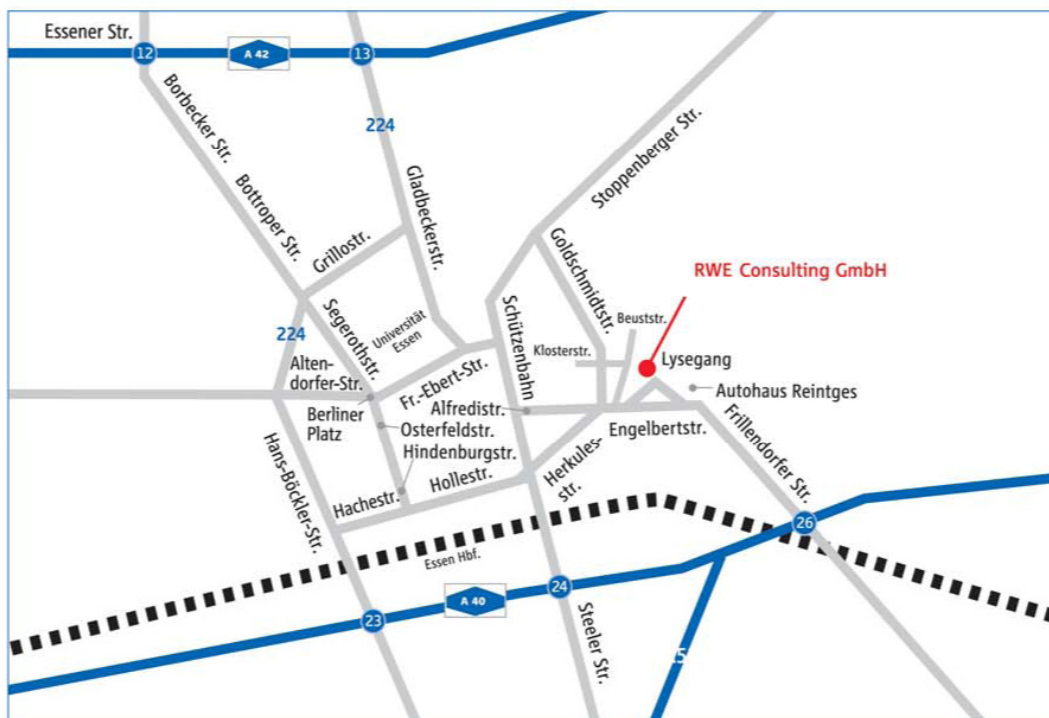 Essener Str.
12
A 42
13
Borbecker Str.
224
Bottroper Str.
Gladbeckerstr.
Stoppenberger Str.
Grillostr.
Goldschmidtstr.
RWE Consulting GmbH
224
Segerothstr.
Universität
Essen
Schützenbahn
Beuststr.
Klosterstr.
Lysegang
Alten-
dorfer-Str.
Fr.-Ebert-Str.
Autohaus Reintges
Berliner
Platz
Alfredistr.
Osterfeldstr.
Engelbertstr.
Frillendorfer Str.
Hindenburgstr.
Hans-Böckler-Str.
Hachestr.
Hollestr.
Herkules-
str.
26
Essen Hbf.
24
A 40
23
Steeler Str.